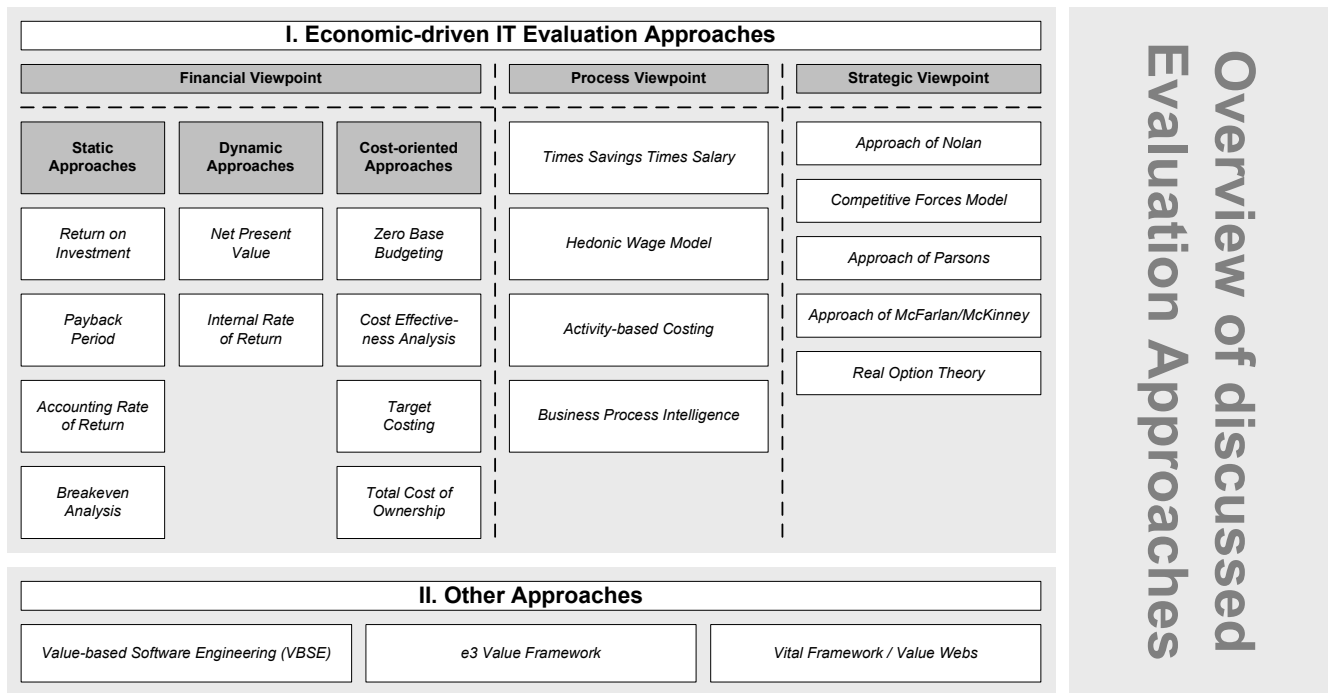 I. Economic-driven IT Evaluation Approaches
Financial Viewpoint
Process Viewpoint
Strategic Viewpoint
Static
Approaches
Dynamic
Approaches
Cost-oriented
Approaches
Return on
Investment
Payback
Period
Accounting Rate
of Return
Breakeven
Analysis
Net Present
Value
Internal Rate
of Return
Zero Base
Budgeting
Cost Effective-
ness Analysis
Target
Costing
Total Cost of
Ownership
Times Savings Times Salary
Hedonic Wage Model
Activity-based Costing
Business Process Intelligence
Approach of Nolan
Competitive Forces Model
Approach of Parsons
Approach of McFarlan/McKinney
Real Option Theory
II. Other Approaches
Value-based Software Engineering (VBSE)
e3 Value Framework
Vital Framework / Value Webs
Overview of discussed
Evaluation Approaches